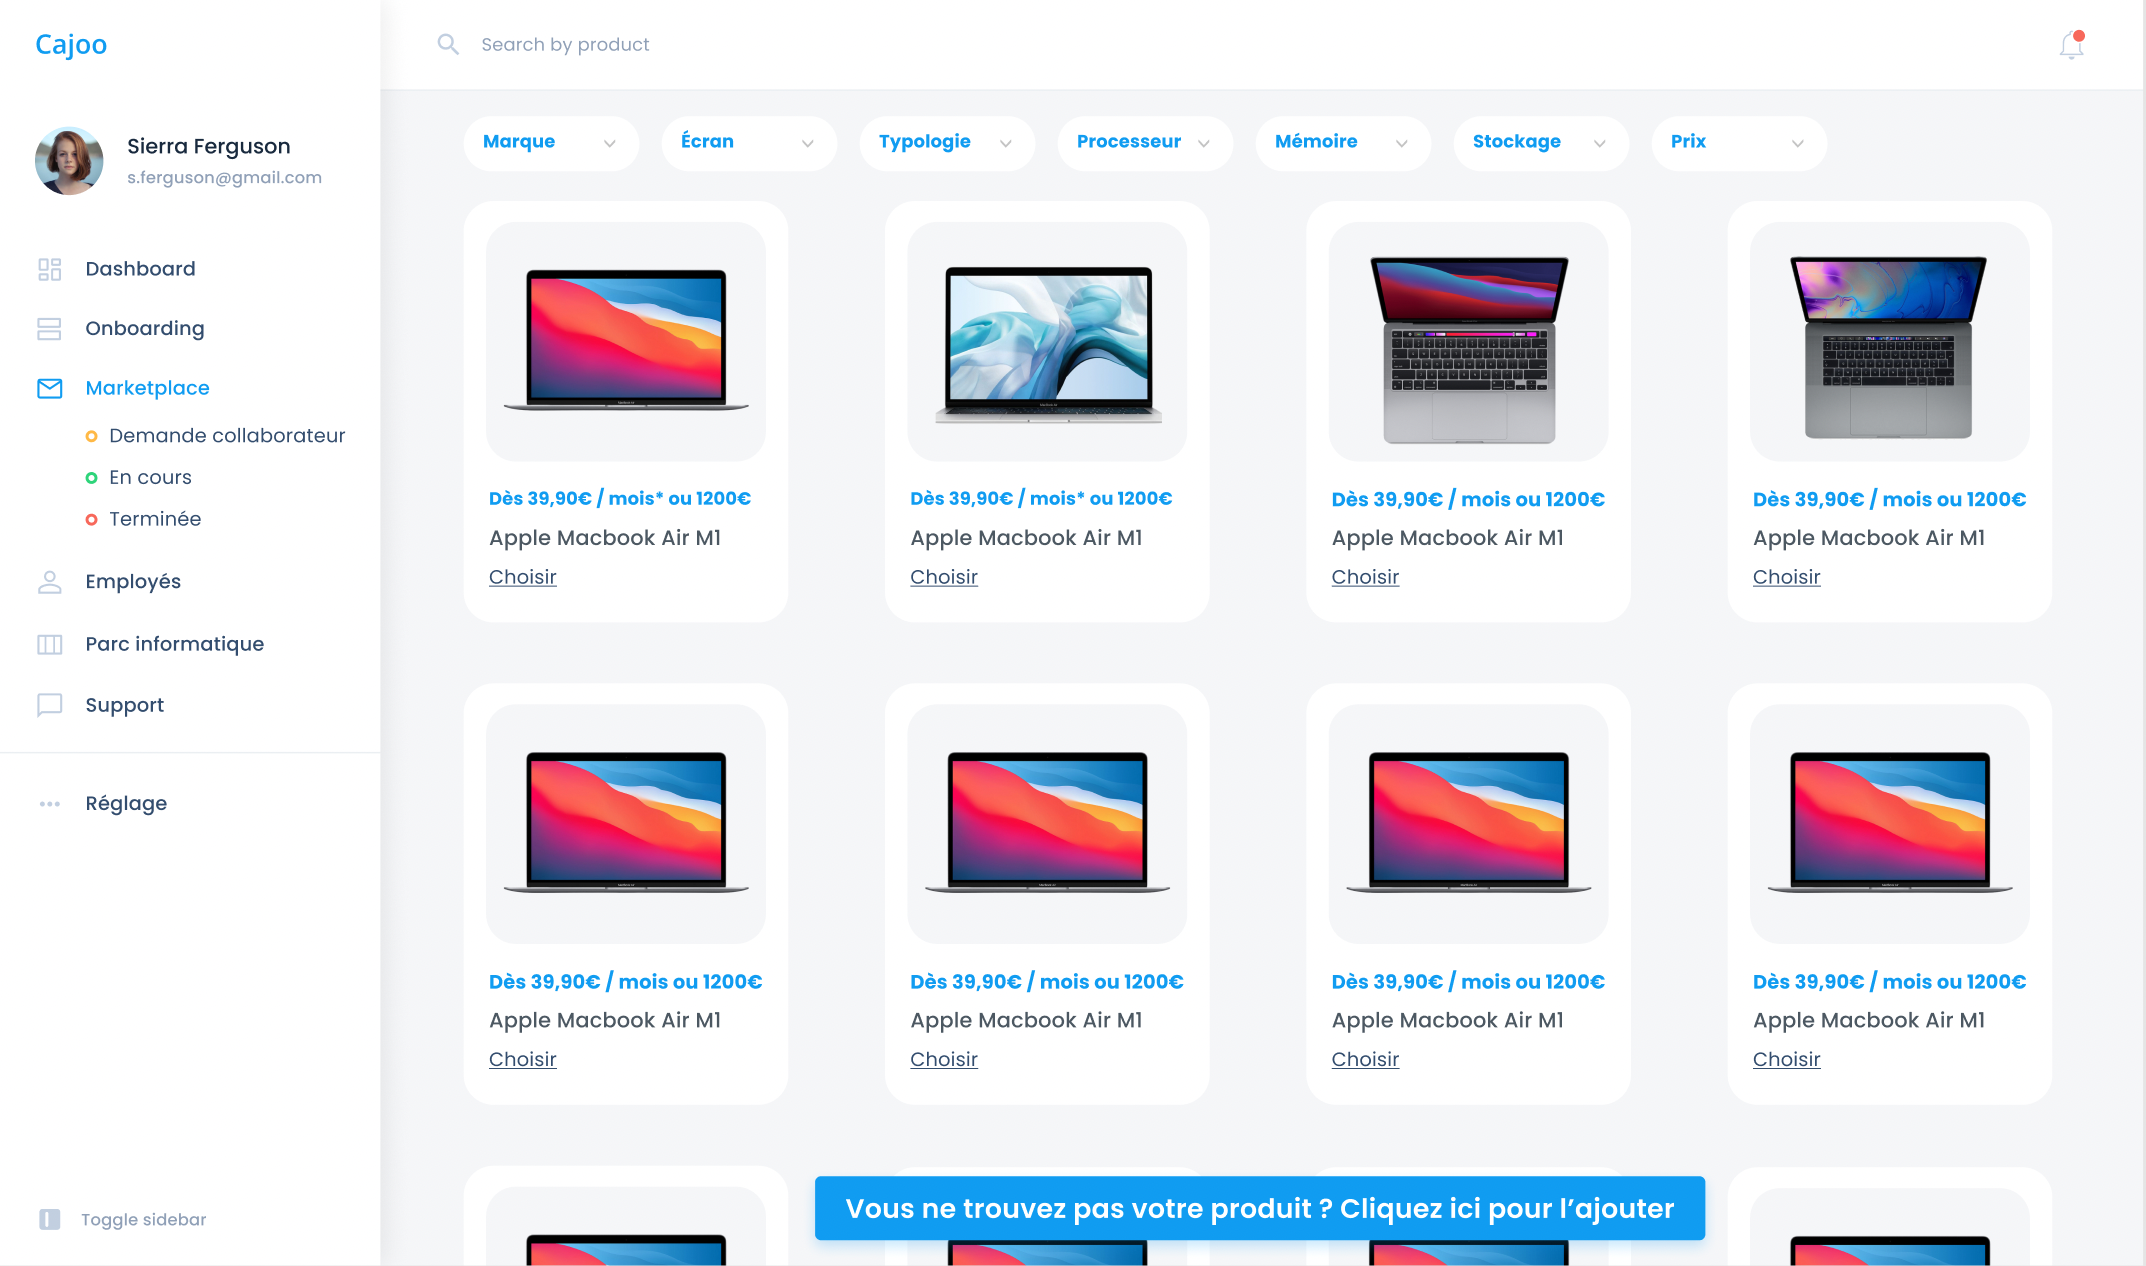 Cajoo
Search by product
Sierra Ferguson
s.ferguson@gmail.com
Dashboard
Onboarding
Marketplace
Demande collaborateur
En cours
Terminée
Employés
Parc informatique
Support
Réglage
Toggle sidebar
Marque
Écran
Typologie
Processeur
Mémoire
Stockage
Prix
Dès 39,90€ / mois* ou 1200€
Apple Macbook Air M1
Choisir
Dès 39,90€ / mois* ou 1200€
Apple Macbook Air M1
Choisir
Dès 39,90€ / mois ou 1200€
Apple Macbook Air M1
Choisir
Dès 39,90€ / mois ou 1200€
Apple Macbook Air M1
Choisir
Dès 39,90€ / mois ou 1200€
Apple Macbook Air M1
Choisir
Dès 39,90€ / mois ou 1200€
Apple Macbook Air M1
Choisir
Dès 39,90€ / mois ou 1200€
Apple Macbook Air M1
Choisir
Dès 39,90€ / mois ou 1200€
Apple Macbook Air M1
Choisir
Vous ne trouvez pas votre produit ? Cliquez ici pour l’ajouter